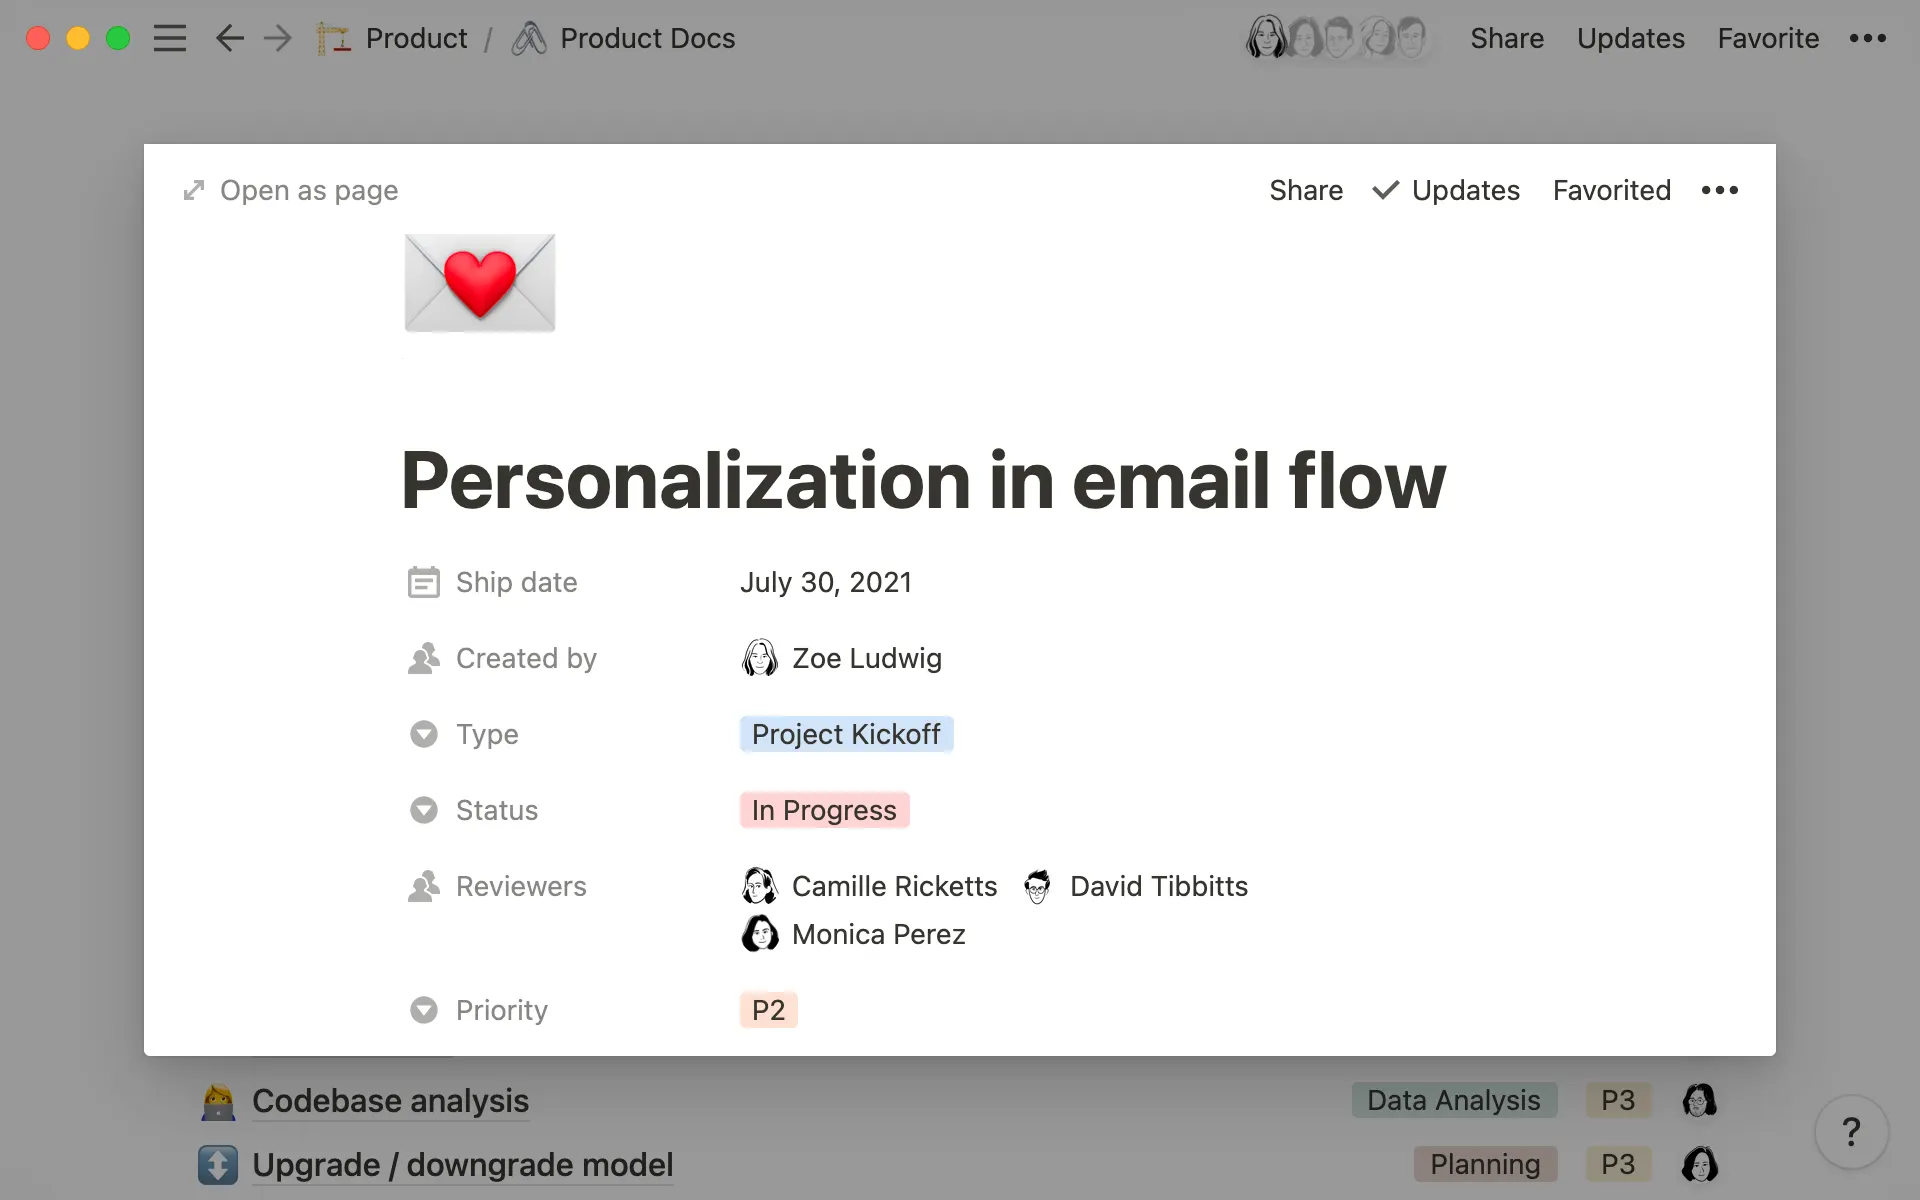 Product / Product Docs Share Updates Favorite •••
Open as page Share Updates Favorited •••
Personalization in email flow
Ship date July 30, 2021
Created by Zoe Ludwig
Type Project Kickoff
Status In Progress
Reviewers Camille Ricketts David Tibbitts
Monica Perez
Priority P2
Codebase analysis Data Analysis P3
?
Upgrade / downgrade model Planning P3